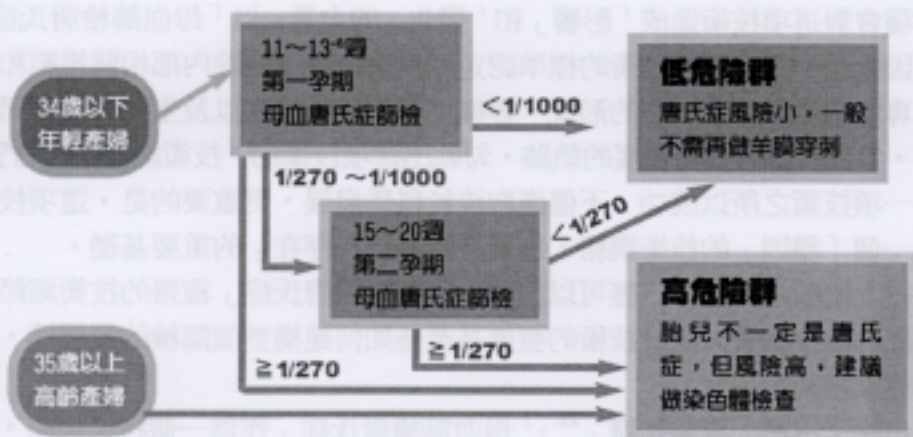 34歲以下
年輕產婦
11～13⁺⁶週
第一孕期
母血唐氏症篩檢
<1/1000
低危險群
唐氏症風險小，一般
不需再做羊膜穿刺
1/270 ～1/1000
15～20週
第二孕期
母血唐氏症篩檢
<1/270
≧1/270
≧1/270
高危險群
胎兒不一定是唐氏
症，但風險高，建議
做染色體檢查
35歲以上
高齡產婦